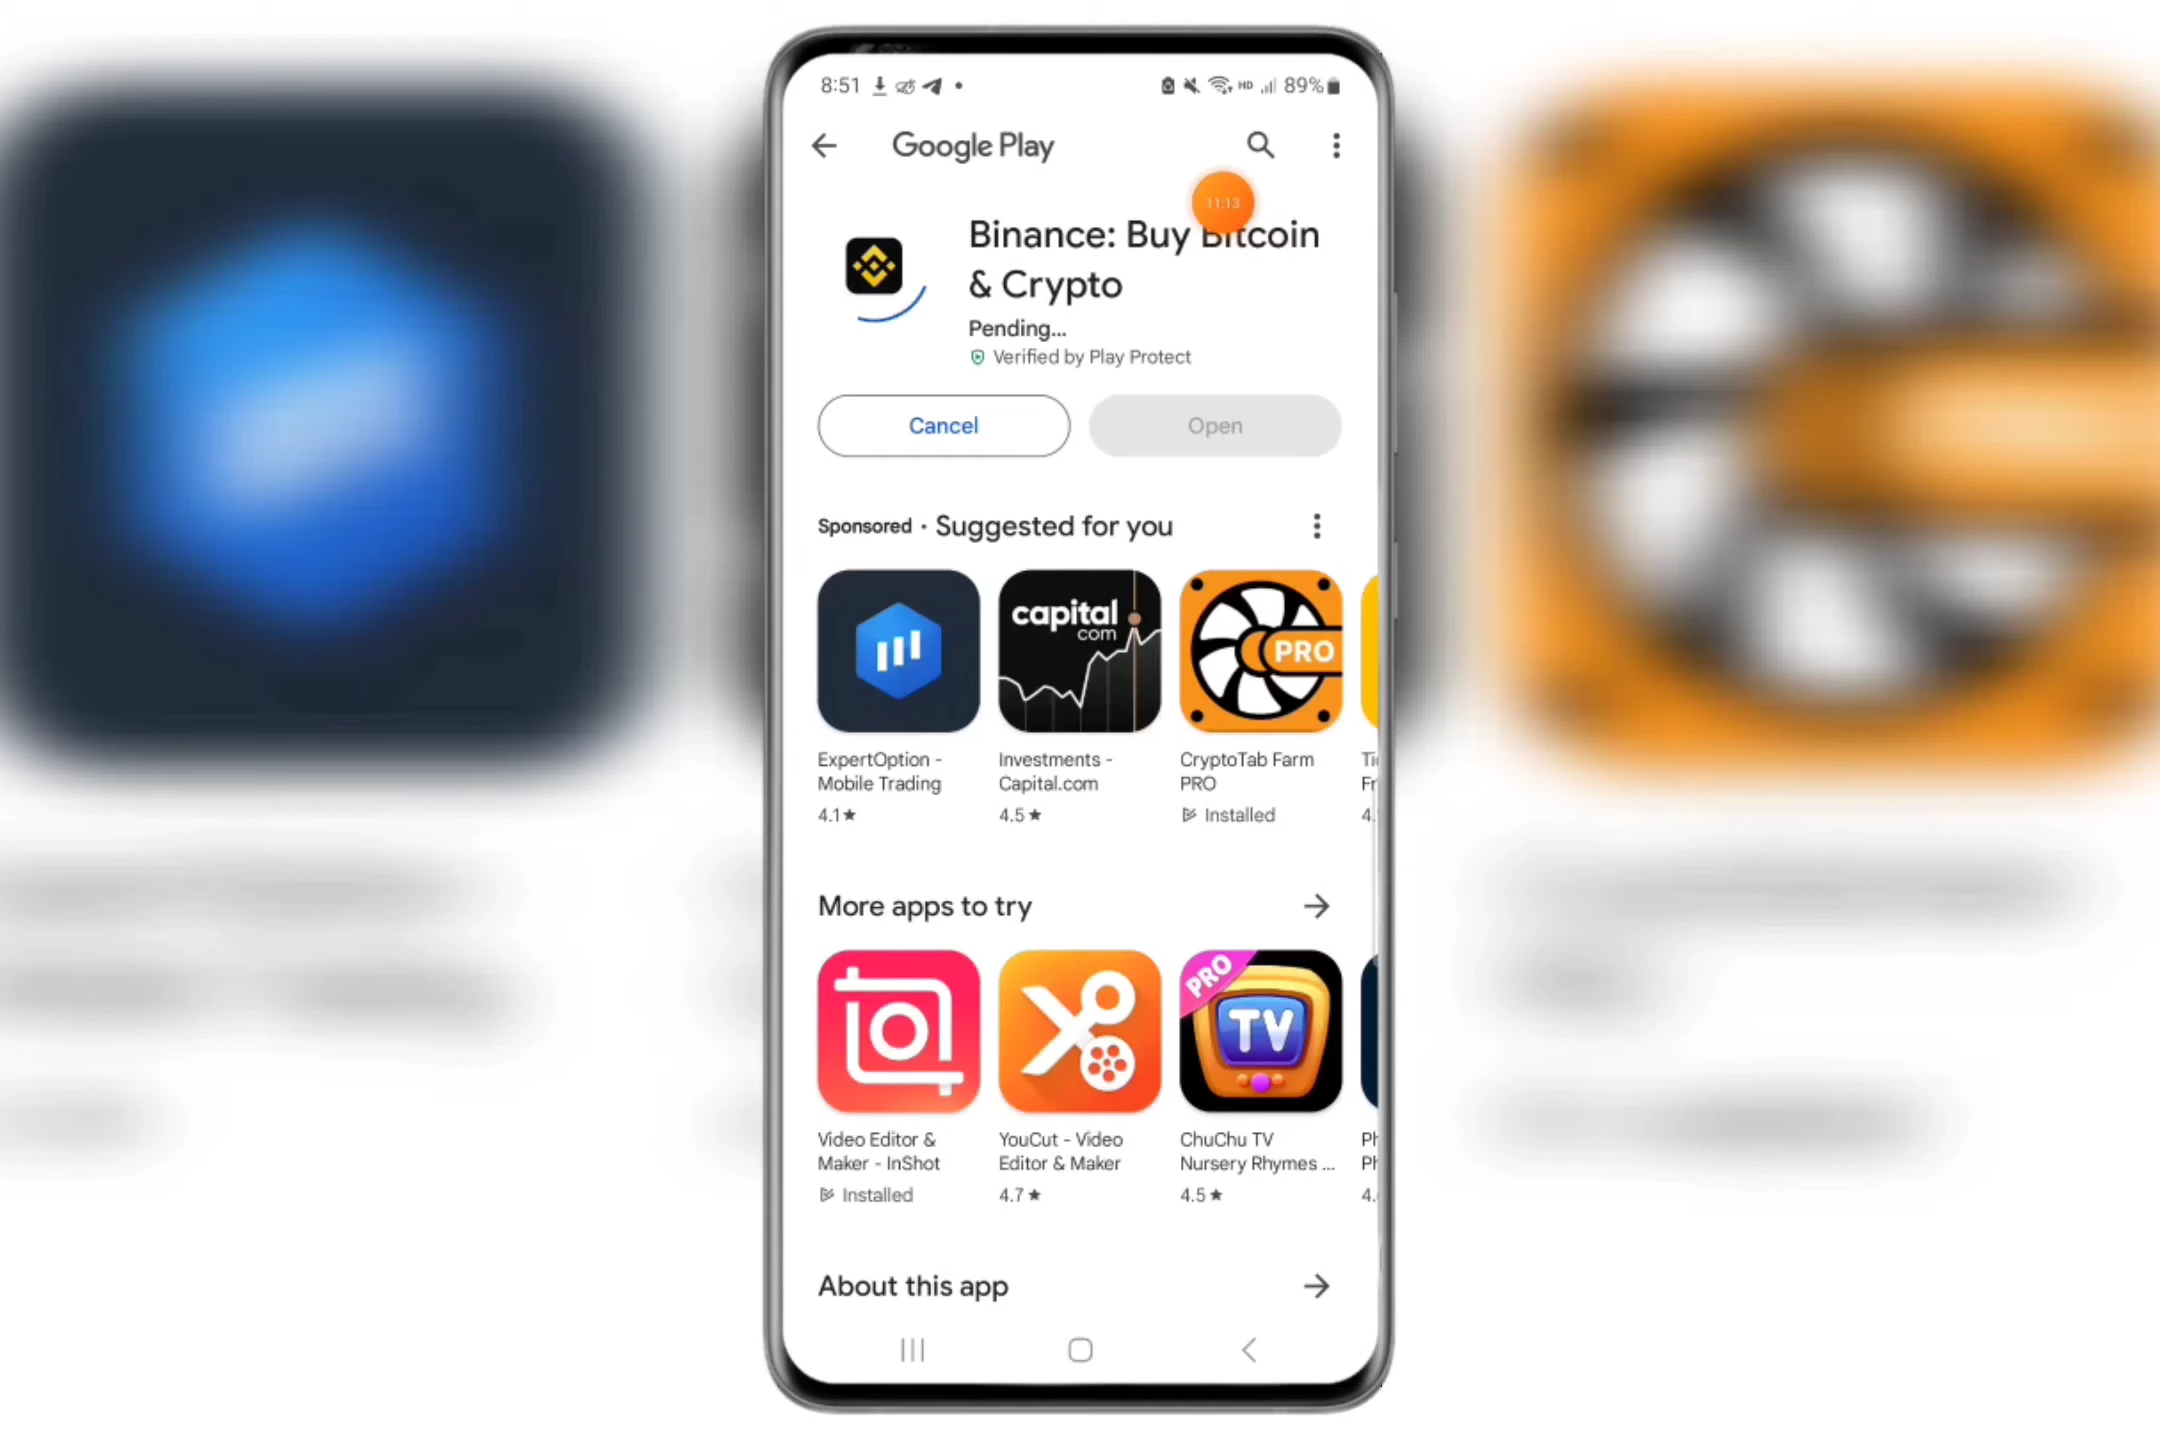 8:51
HD 89%
Google Play
11:13
Binance: Buy Bitcoin
& Crypto
Pending...
Verified by Play Protect
Cancel
Open
Sponsored • Suggested for you
capital
com
PRO
ExpertOption -
Mobile Trading
4.1★
Investments -
Capital.com
4.5★
CryptoTab Farm
PRO
Installed
More apps to try
PRO
TV
Video Editor &
Maker - InShot
Installed
YouCut - Video
Editor & Maker
4.7★
ChuChu TV
Nursery Rhymes ...
4.5★
About this app